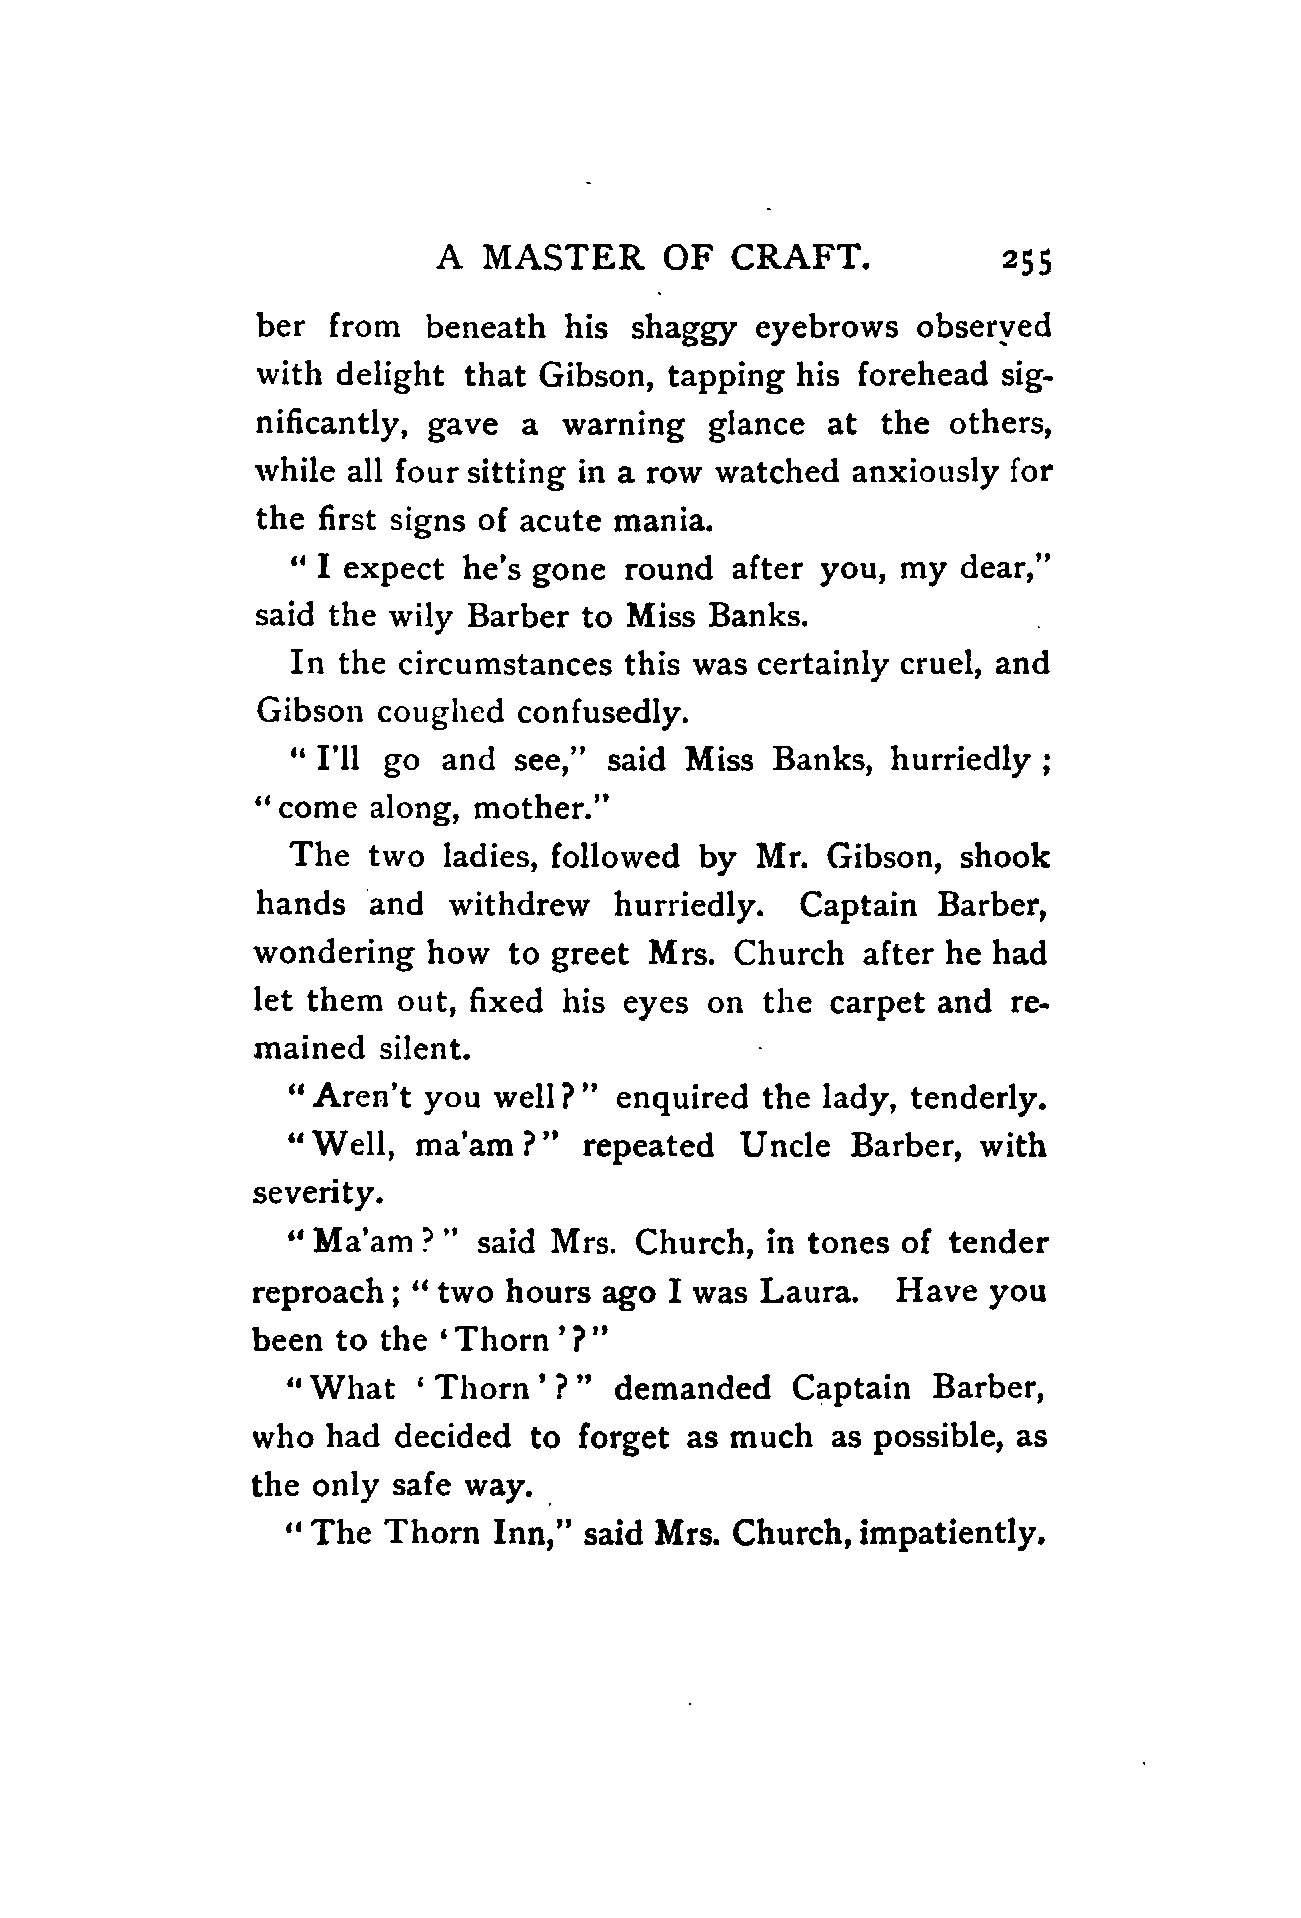 A MASTER OF CRAFT. 255
ber from beneath his shaggy eyebrows observed
with delight that Gibson, tapping his forehead sig-
nificantly, gave a warning glance at the others,
while all four sitting in a row watched anxiously for
the first signs of acute mania.
"I expect he's gone round after you, my dear,"
said the wily Barber to Miss Banks.
In the circumstances this was certainly cruel, and
Gibson coughed confusedly.
"I'll go and see," said Miss Banks, hurriedly;
"come along, mother."
The two ladies, followed by Mr. Gibson, shook
hands and withdrew hurriedly. Captain Barber,
wondering how to greet Mrs. Church after he had
let them out, fixed his eyes on the carpet and re-
mained silent.
"Aren't you well?" enquired the lady, tenderly.
"Well, ma'am?" repeated Uncle Barber, with
severity.
"Ma'am?" said Mrs. Church, in tones of tender
reproach; "two hours ago I was Laura. Have you
been to the 'Thorn'?"
"What 'Thorn'?" demanded Captain Barber,
who had decided to forget as much as possible, as
the only safe way.
"The Thorn Inn," said Mrs. Church, impatiently.